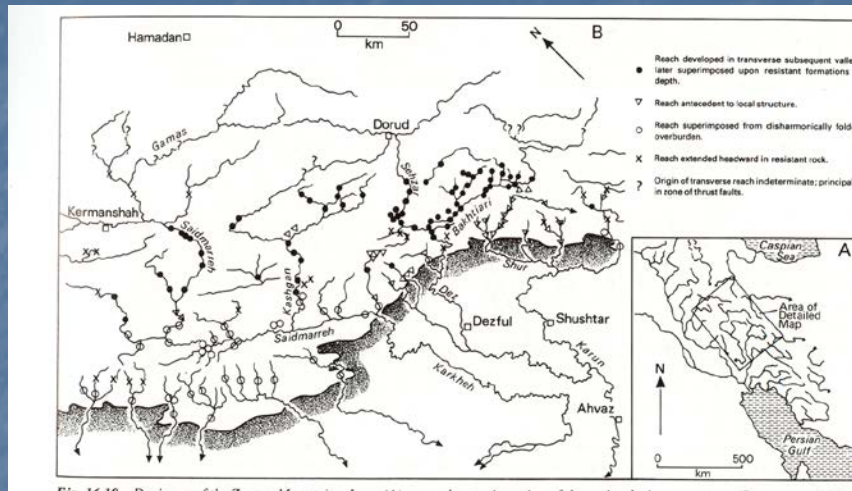 Hamadan
0 50
km
N
B
Reach developed in transverse subsequent valle
later superimposed upon resistant formations
depth.
Reach antecedent to local structure.
Reach superimposed from disharmonically folde
overburden.
Reach extended headward in resistant rock.
? Origin of transverse reach indeterminate; principal
in zone of thrust faults.
Dorud
Gamas
Sehzar
Kermanshah
Saidmarreh
Bakhtiari
Kashgan
Shur
Dez
Saidmarreh
Dezful
Shushtar
Karun
Karkheh
Ahvaz
A
Caspian
Sea
Area of
Detailed
Map
N
Persian
Gulf
0 500
km